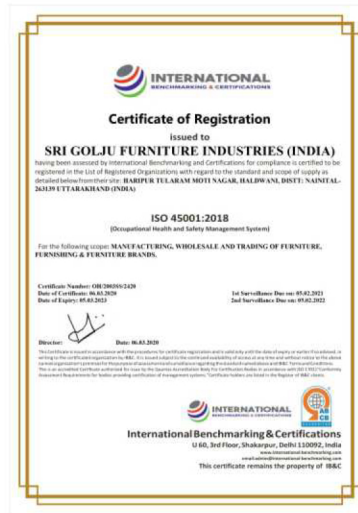 INTERNATIONAL
BENCHMARKING & CERTIFICATIONS
Certificate of Registration
issued to
SRI GOLJU FURNITURE INDUSTRIES (INDIA)
having been assessed by International Benchmarking and Certifications for compliance is certified to be
registered in the List of Registered Organizations with regard to the standard and scope of supply as
detailed below from their site: HARIPUR TULARAM MOTI NAGAR, HALDWANI, DISTT: NAINITAL-
263139 UTTARAKHAND (INDIA)
ISO 45001:2018
(Occupational Health and Safety Management System)
For the following scope: MANUFACTURING, WHOLESALE AND TRADING OF FURNITURE,
FURNISHING & FURNITURE BRANDS.
Certificate Number: OH/200369/2420
Date of Certificate: 06.03.2020
Date of Expiry: 05.03.2023
1st Surveillance Due on: 05.02.2021
2nd Surveillance Due on: 05.02.2022
Director:
Date: 06.03.2020
INTERNATIONAL
BENCHMARKING & CERTIFICATIONS
AB
CB
International Benchmarking & Certifications
U 60, 3rd Floor, Shakarpur, Delhi 110092, India
www.international-benchmarking.com
This certificate remains the property of IB&C